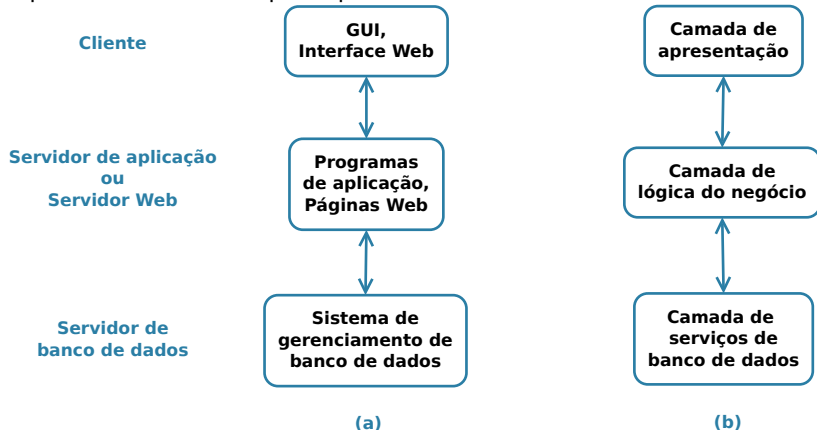 Cliente
GUI,
Interface Web
Camada de
apresentação
Servidor de aplicação
ou
Servidor Web
Programas
de aplicação,
Páginas Web
Camada de
lógica do negócio
Servidor de
banco de dados
Sistema de
gerenciamento de
banco de dados
Camada de
serviços de
banco de dados
(a)
(b)